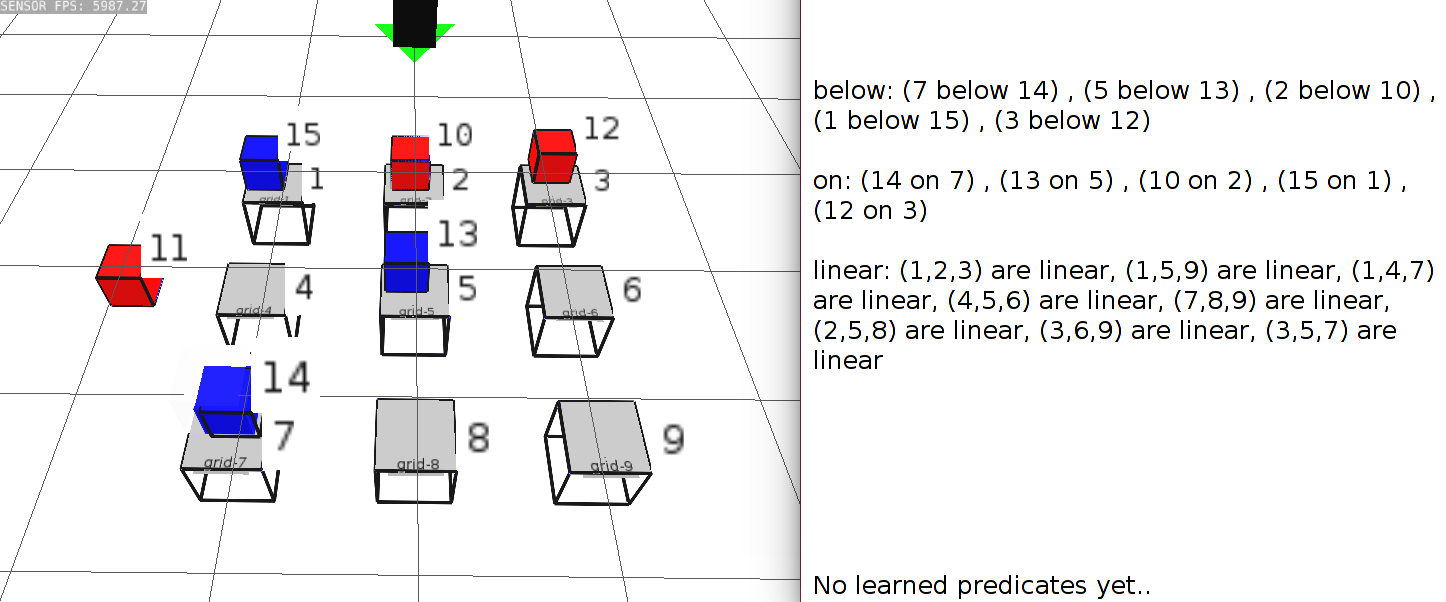 SENSOR FPS: 5987.27
15
10
12
1
2
3
grid-1
grid-2
grid-3
11
13
4
5
6
grid-4
grid-5
grid-6
14
7
8
9
grid-7
grid-8
grid-9
below: (7 below 14) , (5 below 13) , (2 below 10) ,
(1 below 15) , (3 below 12)
on: (14 on 7) , (13 on 5) , (10 on 2) , (15 on 1) ,
(12 on 3)
linear: (1,2,3) are linear, (1,5,9) are linear, (1,4,7)
are linear, (4,5,6) are linear, (7,8,9) are linear,
(2,5,8) are linear, (3,6,9) are linear, (3,5,7) are
linear
No learned predicates yet..